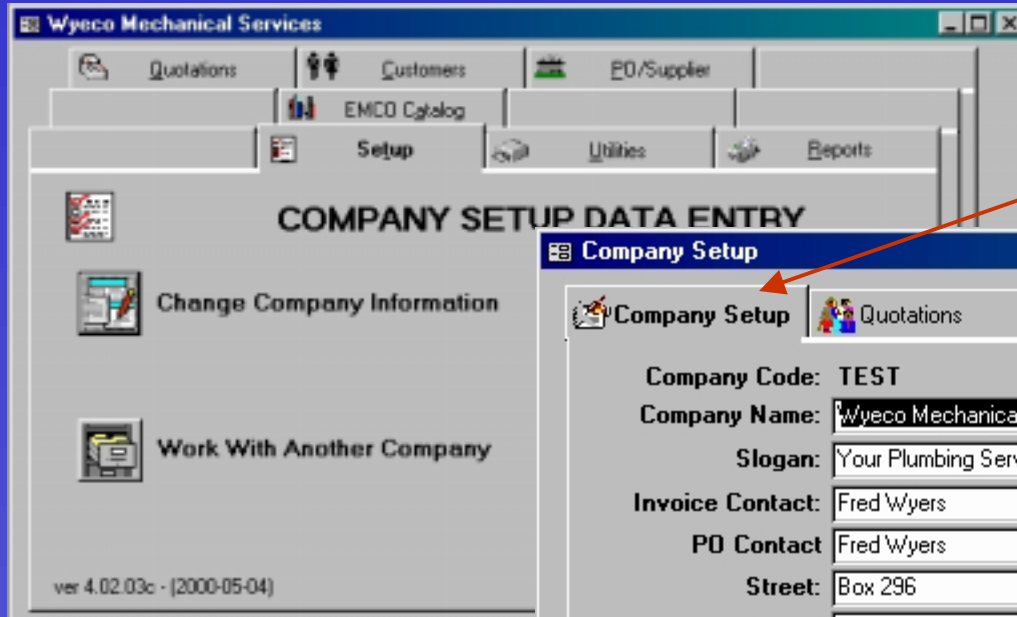 Wyeco Mechanical Services
Quotations Customers PO/Supplier
EMCO Catalog
Setup Utilities Reports
COMPANY SETUP DATA ENTRY
Change Company Information
Work With Another Company
ver 4.02.03c - (2000-05-04)
Company Setup
Company Setup Quotations
Company Code: TEST
Company Name: Wyeco Mechanica
Slogan: Your Plumbing Serv
Invoice Contact: Fred Wyers
PO Contact Fred Wyers
Street: Box 296